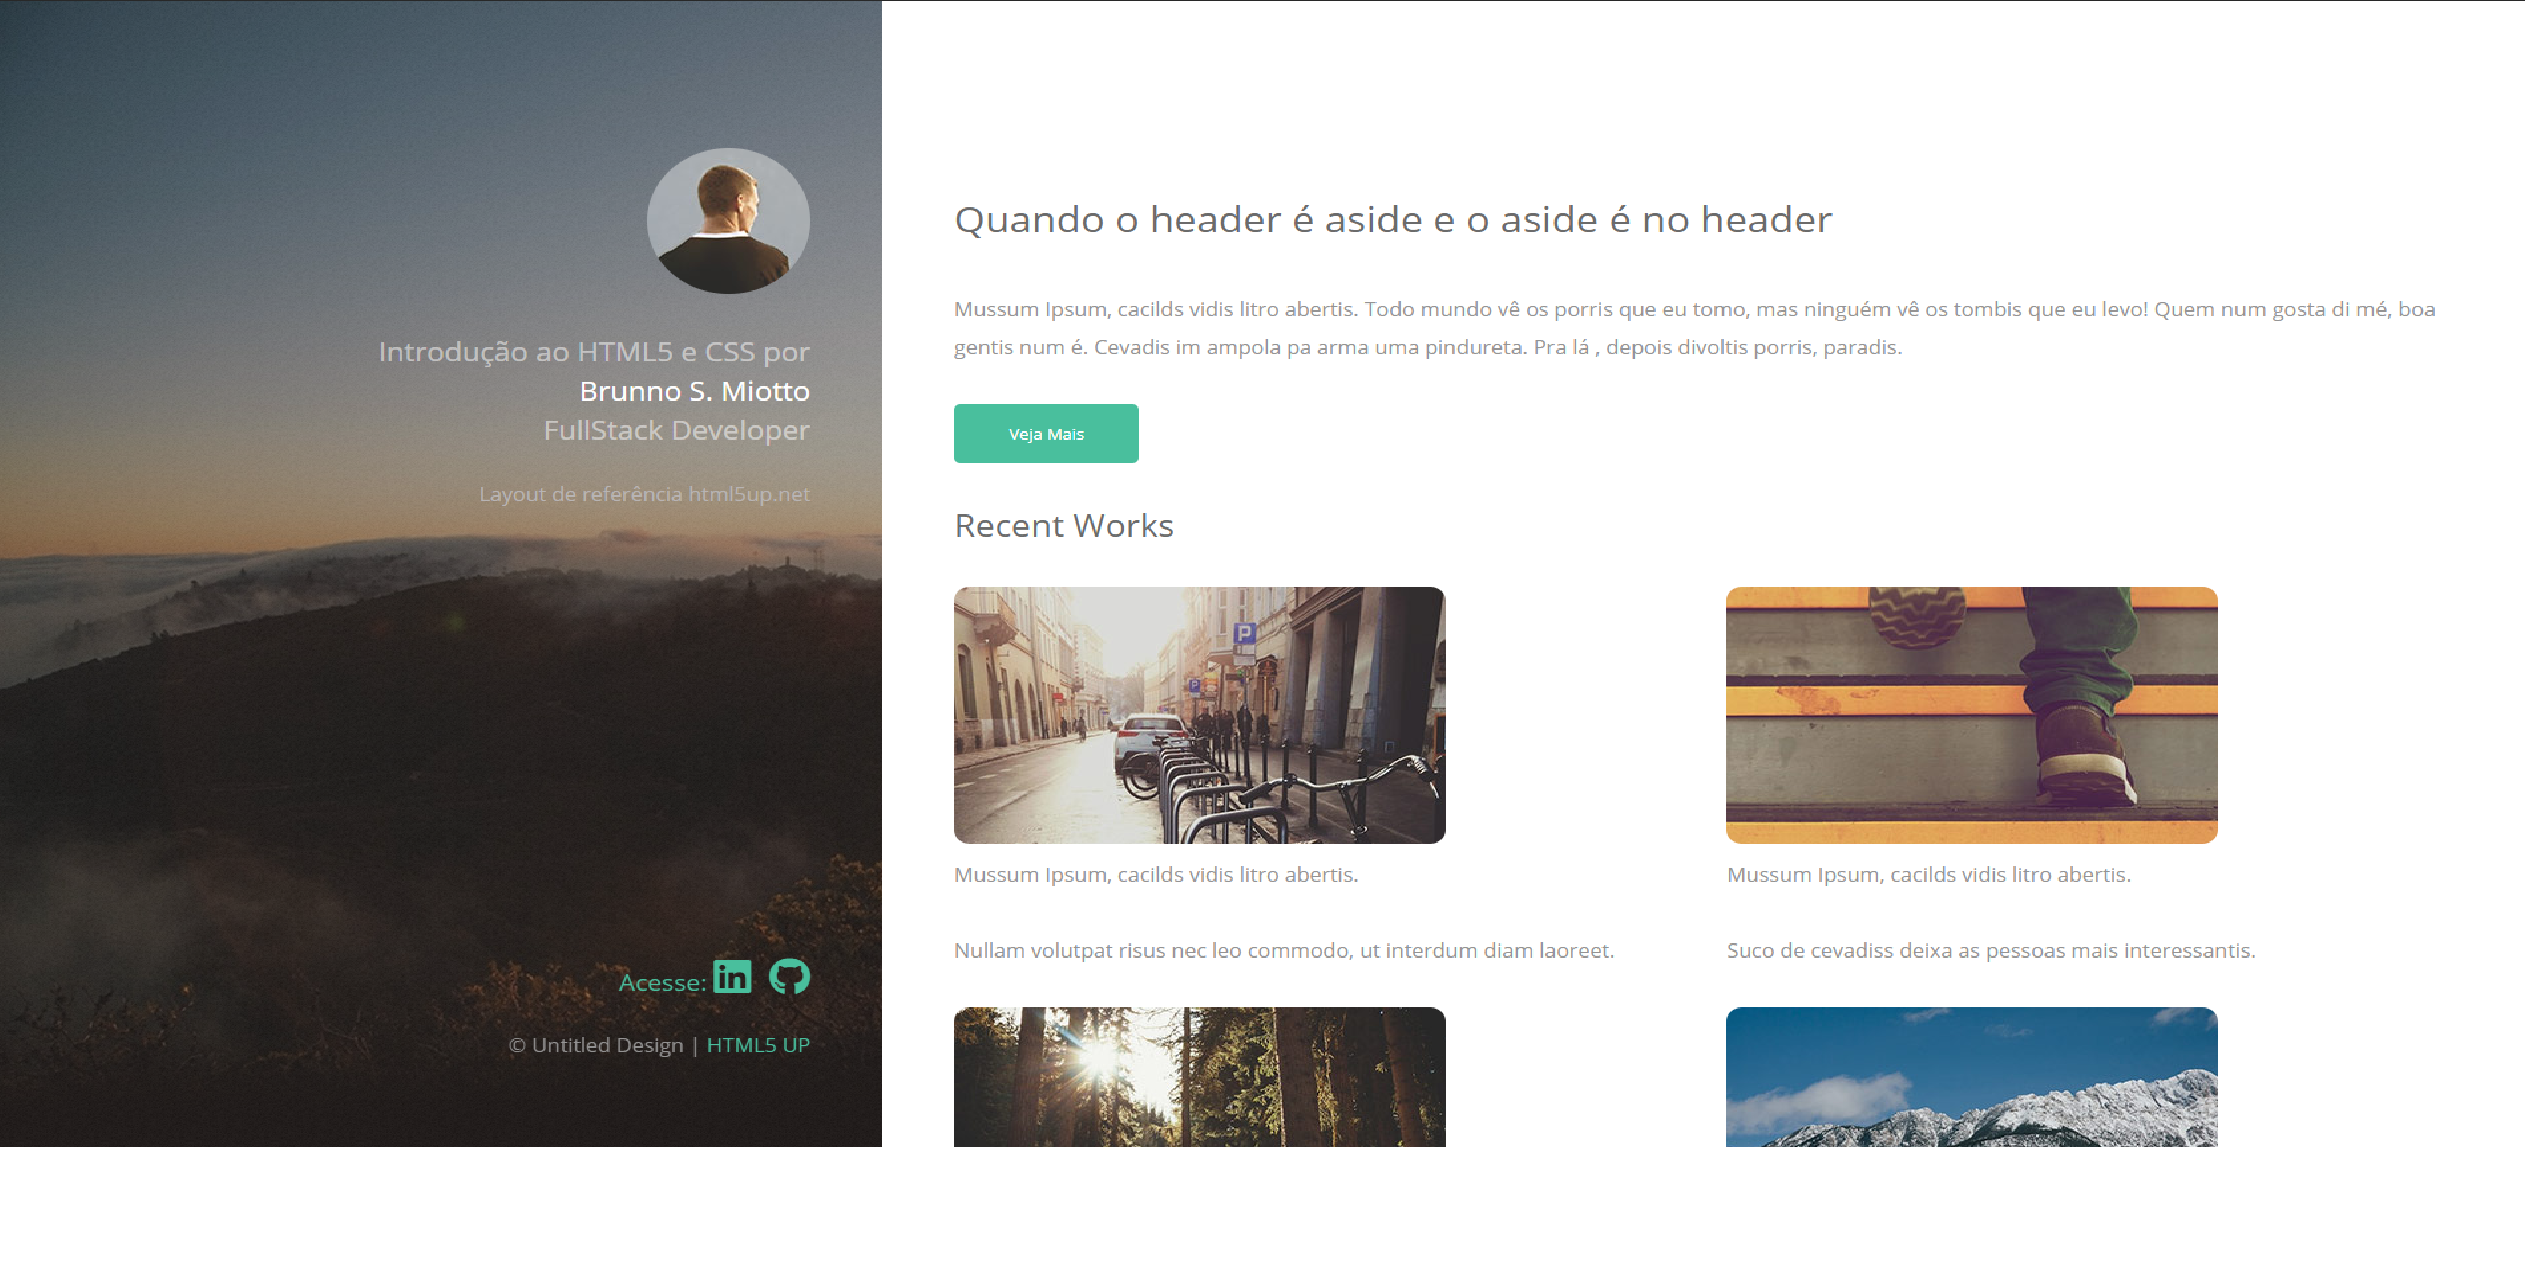 Introdução ao HTML5 e CSS por
Brunno S. Miotto
FullStack Developer
Layout de referência html5up.net
Acesse:
© Untitled Design | HTML5 UP
Quando o header é aside e o aside é no header
Mussum Ipsum, cacilds vidis litro abertis. Todo mundo vê os porris que eu tomo, mas ninguém vê os tombis que eu levo! Quem num gosta di mé, boa
gentis num é. Cevadis im ampola pa arma uma pindureta. Pra lá , depois divoltis porris, paradis.
Veja Mais
Recent Works
P
P
Mussum Ipsum, cacilds vidis litro abertis.
Nullam volutpat risus nec leo commodo, ut interdum diam laoreet.
Mussum Ipsum, cacilds vidis litro abertis.
Suco de cevadiss deixa as pessoas mais interessantis.